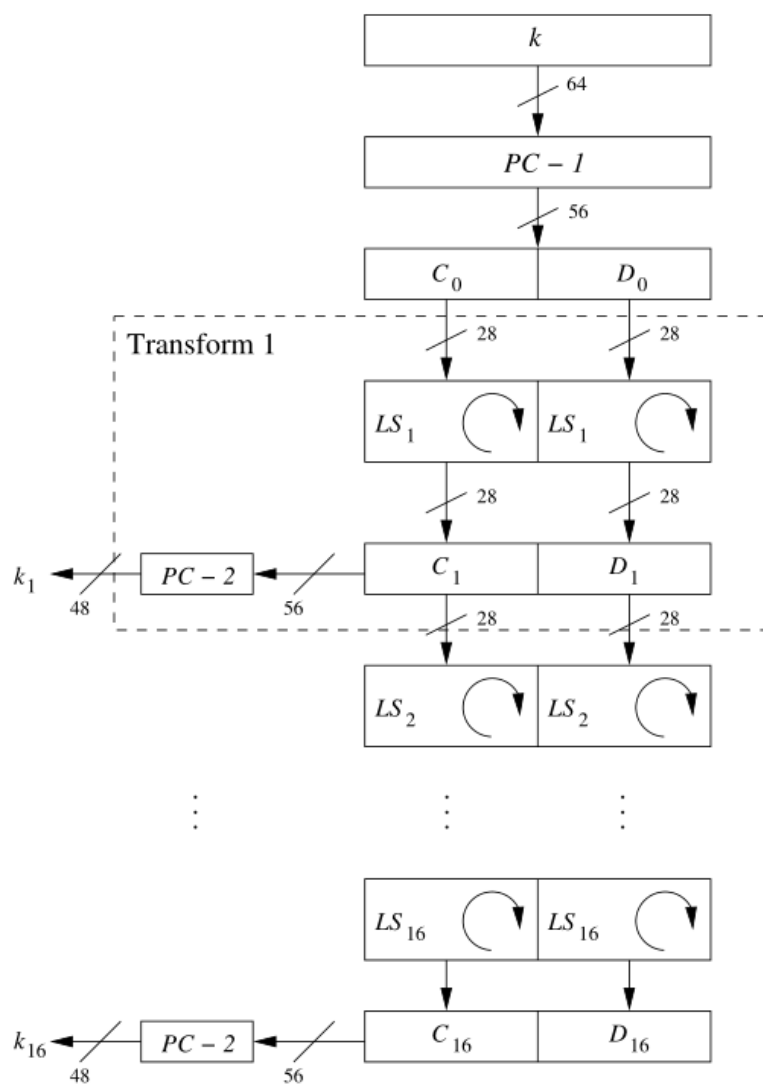 k
64
PC – 1
56
C0 D0
Transform 1
28 28
LS1 LS1
28 28
k1 48 PC – 2 56 C1 D1
28 28
LS2 LS2
⋮ ⋮ ⋮
LS16 LS16
k16 48 PC – 2 56 C16 D16